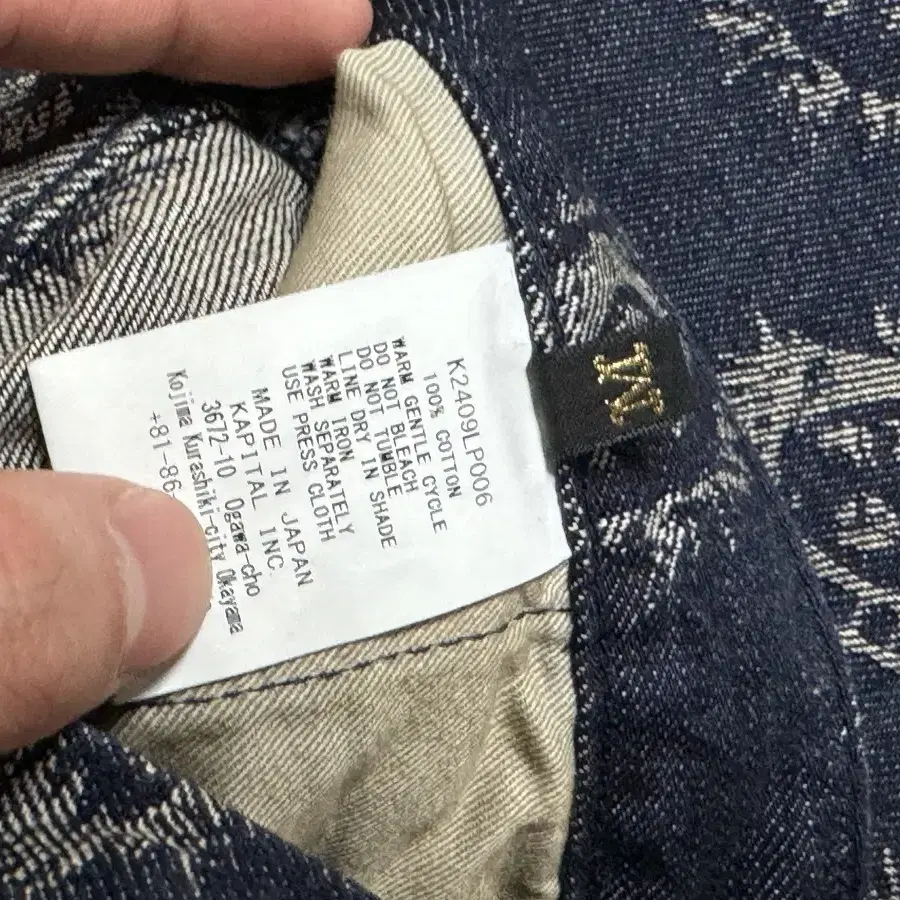 K2409LP006
100% COTTON
WARM GENTLE CYCLE
DO NOT BLEACH
DO NOT TUMBLE
LINE DRY IN SHADE
WARM IRON
WASH SEPARATELY
USE PRESS CLOTH
MADE IN JAPAN
KAPITAL INC.
3672-10 Ogawa-cho
Kojima Kurashiki-city Okayama
+81-86-
M